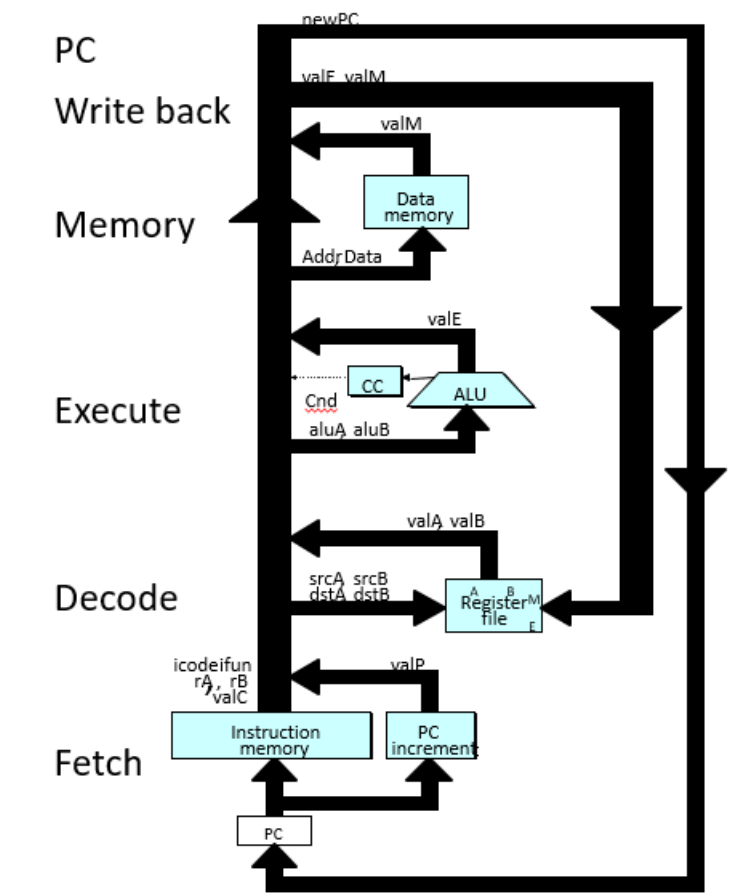 newPC
PC
valE, valM
Write back
valM
Data
memory
Memory
Addr, Data
valE
CC
ALU
Cnd
Execute
aluA, aluB
valA, valB
srcA, srcB
dstA, dstB
A B
M
Register
file
E
Decode
icode ifun
rA , rB
valC
valP
Instruction
memory
PC
increment
Fetch
PC